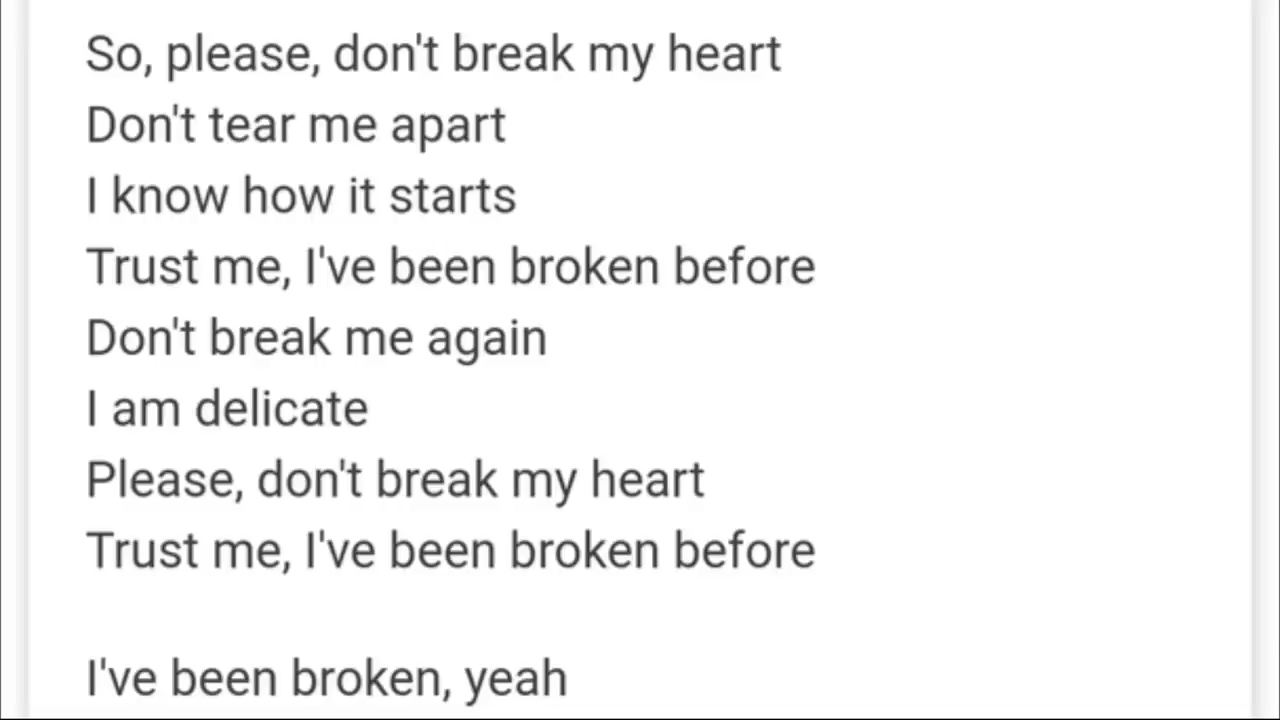 So, please, don't break my heart
Don't tear me apart
I know how it starts
Trust me, I've been broken before
Don't break me again
I am delicate
Please, don't break my heart
Trust me, I've been broken before
I've been broken, yeah